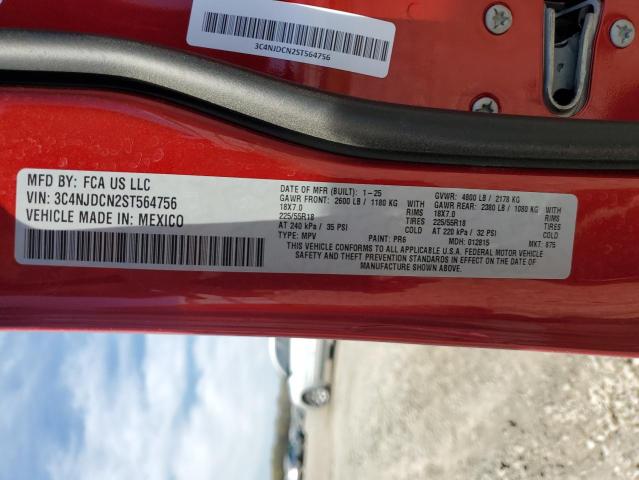 3C4NJDCN2ST564756
MFD BY: FCA US LLC
VIN: 3C4NJDCN2ST564756
VEHICLE MADE IN: MEXICO
DATE OF MFR (BUILT): 1-25 GVWR: 4800 LB / 2178 KG
GAWR FRONT: 2600 LB / 1180 KG WITH GAWR REAR: 2380 LB / 1080 KG WITH
18X7.0 RIMS 18X7.0 RIMS
225/55R18 TIRES 225/55R18 TIRES
AT 240 kPa / 35 PSI COLD AT 220 kPa / 32 PSI COLD
TYPE: MPV PAINT: PR6 MDH: 012815 MKT: 875
THIS VEHICLE CONFORMS TO ALL APPLICABLE U.S.A. FEDERAL MOTOR VEHICLE
SAFETY AND THEFT PREVENTION STANDARDS IN EFFECT ON THE DATE OF
MANUFACTURE SHOWN ABOVE.